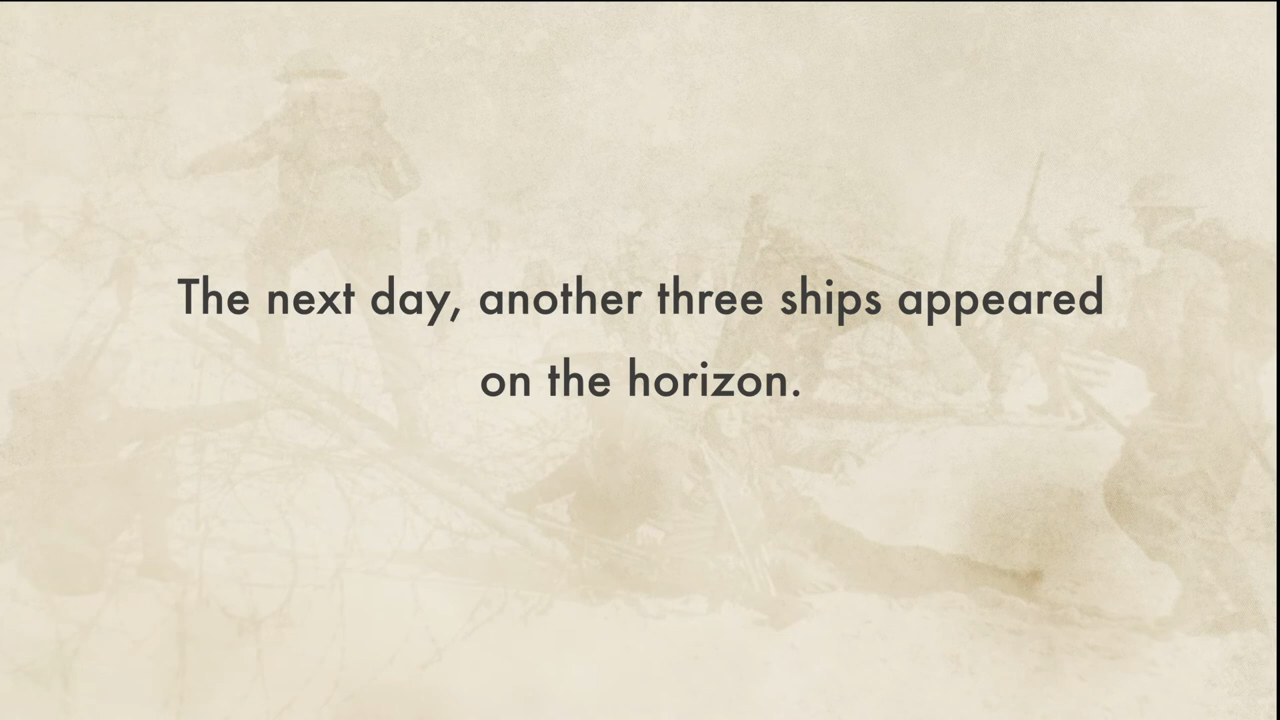 The next day, another three ships appeared
on the horizon.